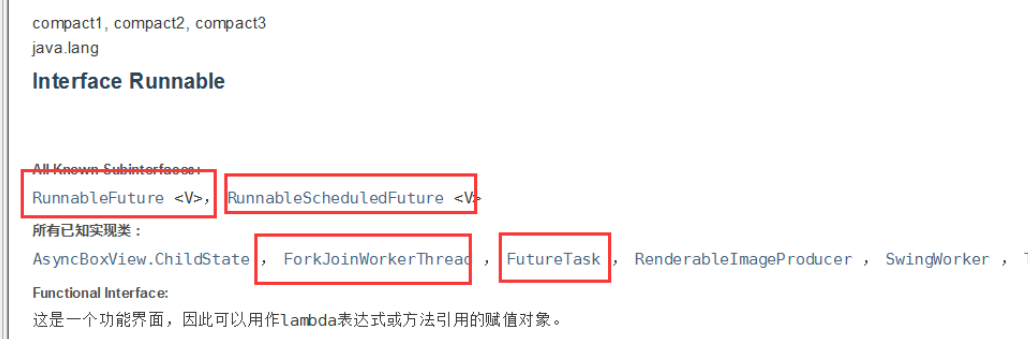 compact1, compact2, compact3
java.lang
Interface Runnable
All Known Subinterfaces:
RunnableFuture <V>, RunnableScheduledFuture <V>
所有已知实现类：
AsyncBoxView.ChildState , ForkJoinWorkerThread , FutureTask , RenderableImageProducer , SwingWorker ,
Functional Interface:
这是一个功能界面，因此可以用作lambda表达式或方法引用的赋值对象。